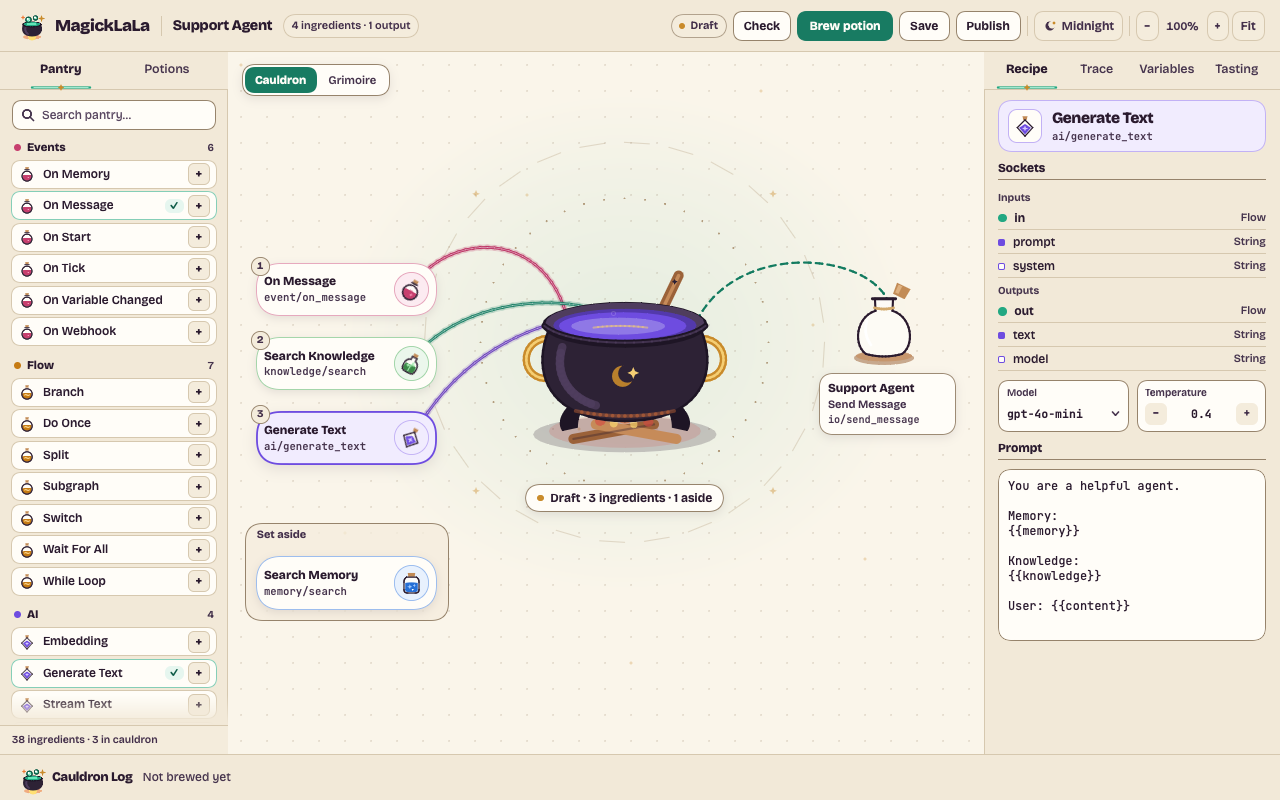 MagickLaLa
Support Agent
4 ingredients · 1 output
Draft
Check
Brew potion
Save
Publish
Midnight
−
100%
+
Fit
Pantry
Potions
Search pantry...
Events
6
On Memory
+
On Message
+
On Start
+
On Tick
+
On Variable Changed
+
On Webhook
+
Flow
7
Branch
+
Do Once
+
Split
+
Subgraph
+
Switch
+
Wait For All
+
While Loop
+
AI
4
Embedding
+
Generate Text
+
Stream Text
+
38 ingredients · 3 in cauldron
Cauldron
Grimoire
1
On Message
event/on_message
2
Search Knowledge
knowledge/search
3
Generate Text
ai/generate_text
Support Agent
Send Message
io/send_message
Draft · 3 ingredients · 1 aside
Set aside
Search Memory
memory/search
Recipe
Trace
Variables
Tasting
Generate Text
ai/generate_text
Sockets
Inputs
in
Flow
prompt
String
system
String
Outputs
out
Flow
text
String
model
String
Model
gpt-4o-mini
Temperature
−
0.4
+
Prompt
You are a helpful agent.
Memory:
{{memory}}
Knowledge:
{{knowledge}}
User: {{content}}
Cauldron Log
Not brewed yet